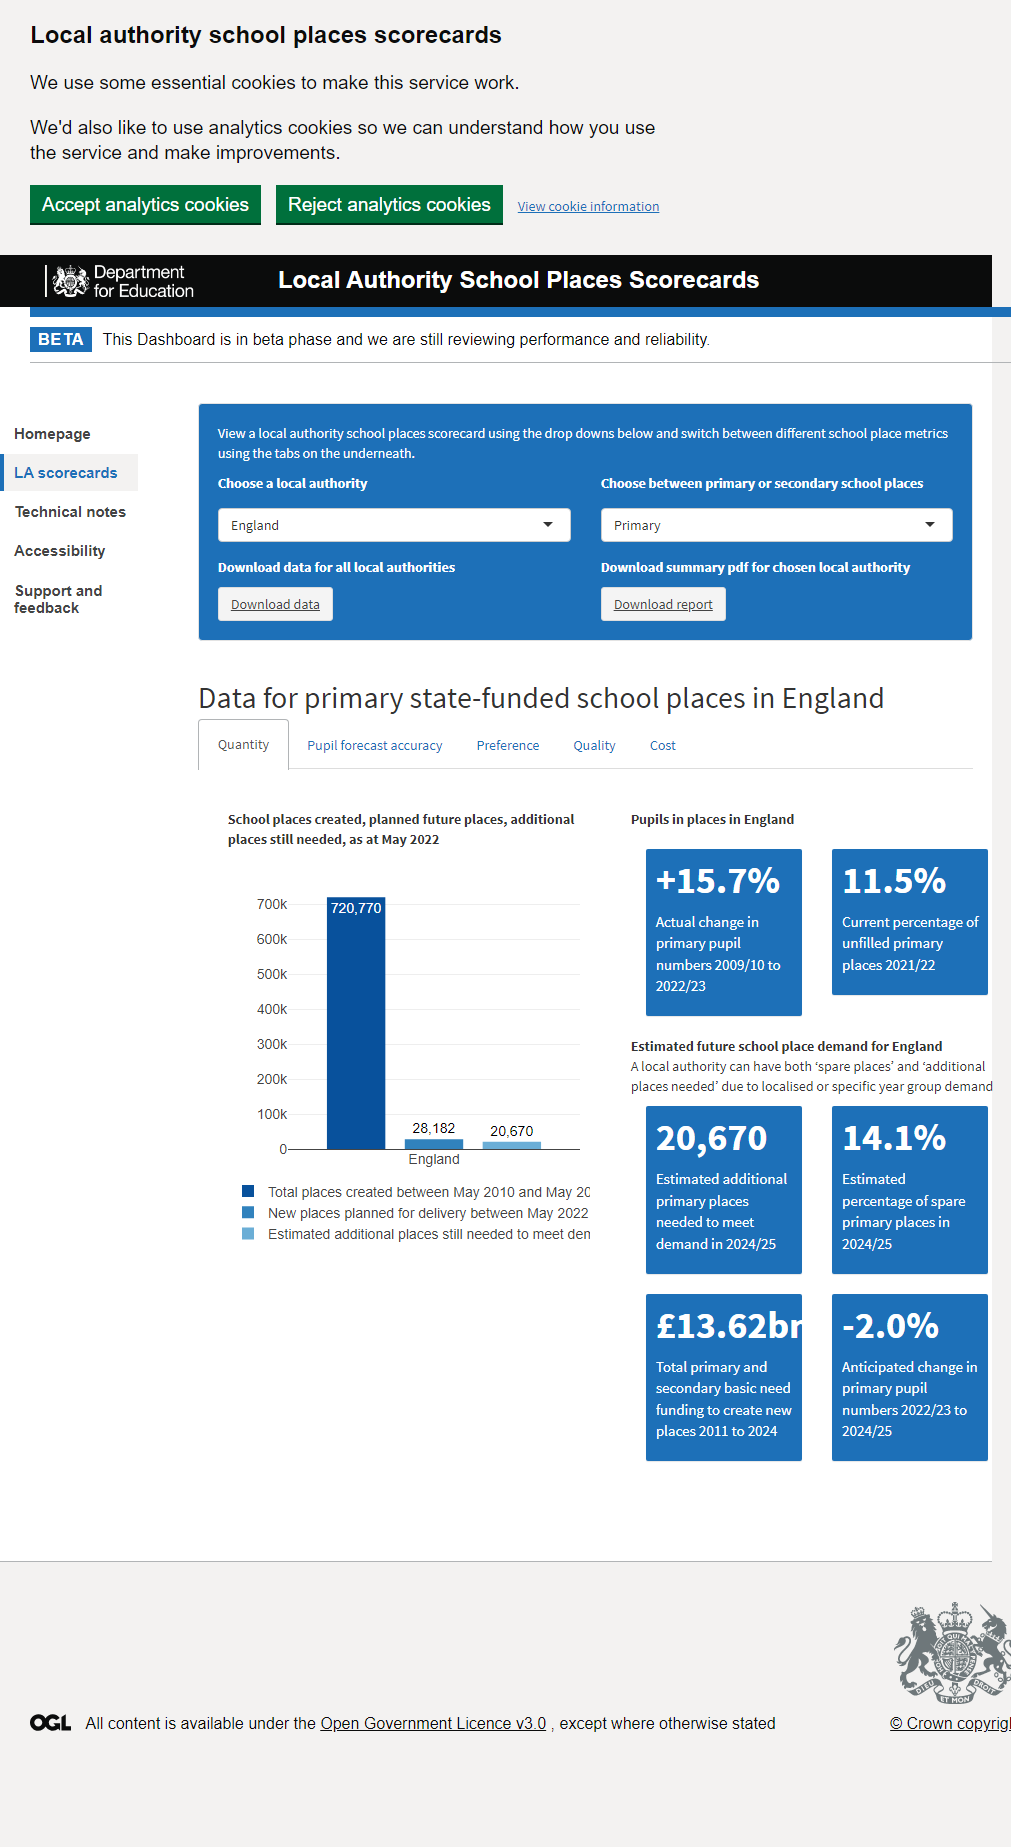 Local authority school places scorecards
We use some essential cookies to make this service work.
We'd also like to use analytics cookies so we can understand how you use
the service and make improvements.
Accept analytics cookies
Reject analytics cookies
View cookie information
Department
for Education
Local Authority School Places Scorecards
BETA
This Dashboard is in beta phase and we are still reviewing performance and reliability.
Homepage
LA scorecards
Technical notes
Accessibility
Support and
feedback
View a local authority school places scorecard using the drop downs below and switch between different school place metrics
using the tabs on the underneath.
Choose a local authority
England
Choose between primary or secondary school places
Primary
Download data for all local authorities
Download data
Download summary pdf for chosen local authority
Download report
Data for primary state-funded school places in England
Quantity
Pupil forecast accuracy
Preference
Quality
Cost
School places created, planned future places, additional
places still needed, as at May 2022
700k
600k
500k
400k
300k
200k
100k
0
720,770
28,182
20,670
England
Total places created between May 2010 and May 20
New places planned for delivery between May 2022
Estimated additional places still needed to meet den
Pupils in places in England
+15.7%
Actual change in
primary pupil
numbers 2009/10 to
2022/23
11.5%
Current percentage of
unfilled primary
places 2021/22
Estimated future school place demand for England
A local authority can have both ‘spare places’ and ‘additional
places needed’ due to localised or specific year group demand
20,670
Estimated additional
primary places
needed to meet
demand in 2024/25
14.1%
Estimated
percentage of spare
primary places in
2024/25
£13.62bn
Total primary and
secondary basic need
funding to create new
places 2011 to 2024
-2.0%
Anticipated change in
primary pupil
numbers 2022/23 to
2024/25
OGL
All content is available under the Open Government Licence v3.0 , except where otherwise stated
© Crown copyrigh